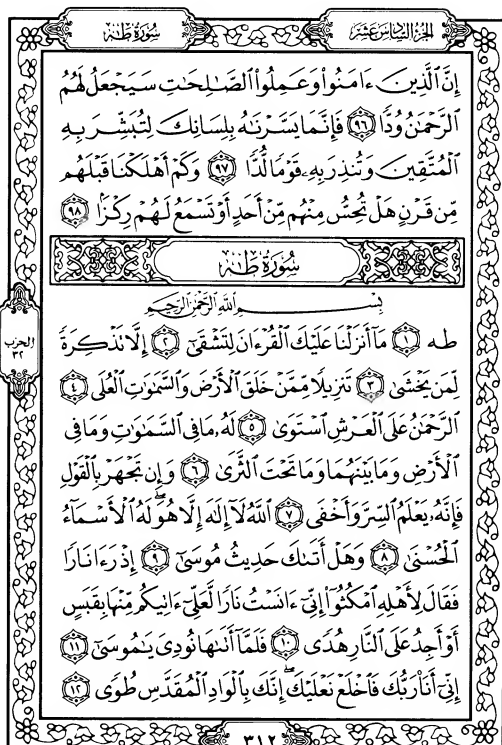 الجزء السادس عشر
سورة طه
إِنَّ ٱلَّذِينَ ءَامَنُوا۟ وَعَمِلُوا۟ ٱلصَّـٰلِحَـٰتِ سَيَجْعَلُ لَهُمُ
ٱلرَّحْمَـٰنُ وُدًّا ٩٦ فَإِنَّمَا يَسَّرْنَـٰهُ بِلِسَانِكَ لِتُبَشِّرَ بِهِ
ٱلْمُتَّقِينَ وَتُنذِرَ بِهِۦ قَوْمًا لُّدًّا ٩٧ وَكَمْ أَهْلَكْنَا قَبْلَهُم
مِّن قَرْنٍ هَلْ تُحِسُّ مِنْهُم مِّنْ أَحَدٍ أَوْ تَسْمَعُ لَهُمْ رِكْزًۢا ٩٨
سُورَةُ طه
بِسْمِ ٱللَّهِ ٱلرَّحْمَـٰنِ ٱلرَّحِيمِ
طه ١ مَآ أَنزَلْنَا عَلَيْكَ ٱلْقُرْءَانَ لِتَشْقَىٰٓ ٢ إِلَّا تَذْكِرَةً
لِّمَن يَخْشَىٰ ٣ تَنزِيلًا مِّمَّنْ خَلَقَ ٱلْأَرْضَ وَٱلسَّمَـٰوَٰتِ ٱلْعُلَى ٤
ٱلرَّحْمَـٰنُ عَلَى ٱلْعَرْشِ ٱسْتَوَىٰ ٥ لَهُۥ مَا فِى ٱلسَّمَـٰوَٰتِ وَمَا فِى
ٱلْأَرْضِ وَمَا بَيْنَهُمَا وَمَا تَحْتَ ٱلثَّرَىٰ ٦ وَإِن تَجْهَرْ بِٱلْقَوْلِ
فَإِنَّهُۥ يَعْلَمُ ٱلسِّرَّ وَأَخْفَى ٧ ٱللَّهُ لَآ إِلَـٰهَ إِلَّا هُوَ ۖ لَهُ ٱلْأَسْمَآءُ
ٱلْحُسْنَىٰ ٨ وَهَلْ أَتَىٰكَ حَدِيثُ مُوسَىٰٓ ٩ إِذْ رَءَا نَارًا
فَقَالَ لِأَهْلِهِ ٱمْكُثُوٓا۟ إِنِّىٓ ءَانَسْتُ نَارًا لَّعَلِّىٓ ءَاتِيكُم مِّنْهَا بِقَبَسٍ
أَوْ أَجِدُ عَلَى ٱلنَّارِ هُدًى ١٠ فَلَمَّآ أَتَىٰهَا نُودِىَ يَـٰمُوسَىٰٓ ١١
إِنِّىٓ أَنَا۠ رَبُّكَ فَٱخْلَعْ نَعْلَيْكَ ۖ إِنَّكَ بِٱلْوَادِ ٱلْمُقَدَّسِ طُوًى ١٢
الحزب
٣٢
٣١٢